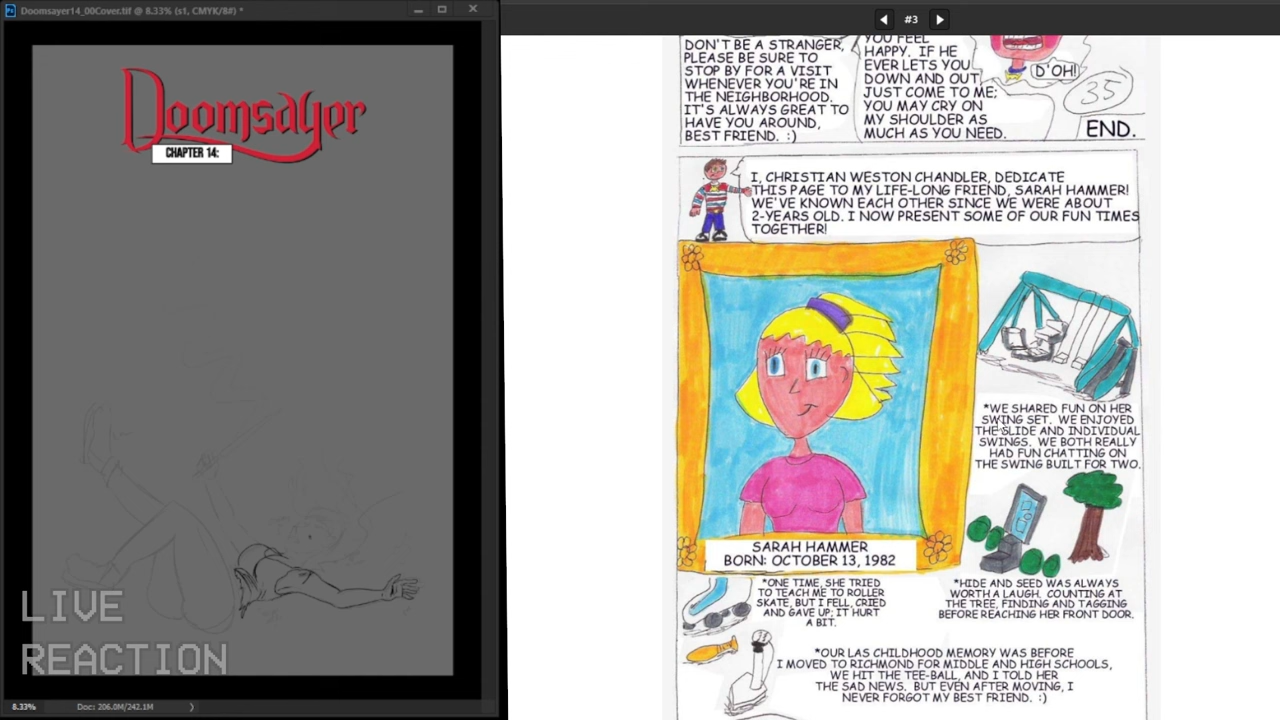 Doomsayer14_00Cover.tif @ 8.33% (s1, CMYK/8#) *
Doomsayer
CHAPTER 14:
LIVE
REACTION
8.33%
Doc: 206.0M/242.1M
#3
DON'T BE A STRANGER,
PLEASE BE SURE TO
STOP BY FOR A VISIT
WHENEVER YOU'RE IN
THE NEIGHBORHOOD.
IT'S ALWAYS GREAT TO
HAVE YOU AROUND,
BEST FRIEND. :)
YOU FEEL
HAPPY. IF HE
EVER LETS YOU
DOWN AND OUT,
JUST COME TO ME;
YOU MAY CRY ON
MY SHOULDER AS
MUCH AS YOU NEED.
D'OH!
35
END.
I, CHRISTIAN WESTON CHANDLER, DEDICATE
THIS PAGE TO MY LIFE-LONG FRIEND, SARAH HAMMER!
WE'VE KNOWN EACH OTHER SINCE WE WERE ABOUT
2-YEARS OLD. I NOW PRESENT SOME OF OUR FUN TIMES
TOGETHER!
SARAH HAMMER
BORN: OCTOBER 13, 1982
*WE SHARED FUN ON HER
SWING SET. WE ENJOYED
THE SLIDE AND INDIVIDUAL
SWINGS. WE BOTH REALLY
HAD FUN CHATTING ON
THE SWING BUILT FOR TWO.
*ONE TIME, SHE TRIED
TO TEACH ME TO ROLLER
SKATE, BUT I FELL, CRIED
AND GAVE UP; IT HURT
A BIT.
*HIDE AND SEED WAS ALWAYS
WORTH A LAUGH. COUNTING AT
THE TREE, FINDING AND TAGGING
BEFORE REACHING HER FRONT DOOR.
*OUR LAS CHILDHOOD MEMORY WAS BEFORE
I MOVED TO RICHMOND FOR MIDDLE AND HIGH SCHOOLS,
WE HIT THE TEE-BALL, AND I TOLD HER
THE SAD NEWS. BUT EVEN AFTER MOVING, I
NEVER FORGOT MY BEST FRIEND. :)